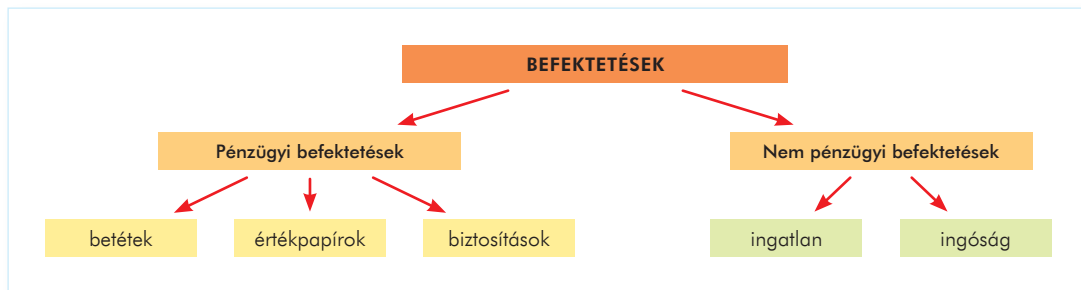 BEFEKTETÉSEK
Pénzügyi befektetések
Nem pénzügyi befektetések
betétek
értékpapírok
biztosítások
ingatlan
ingóság